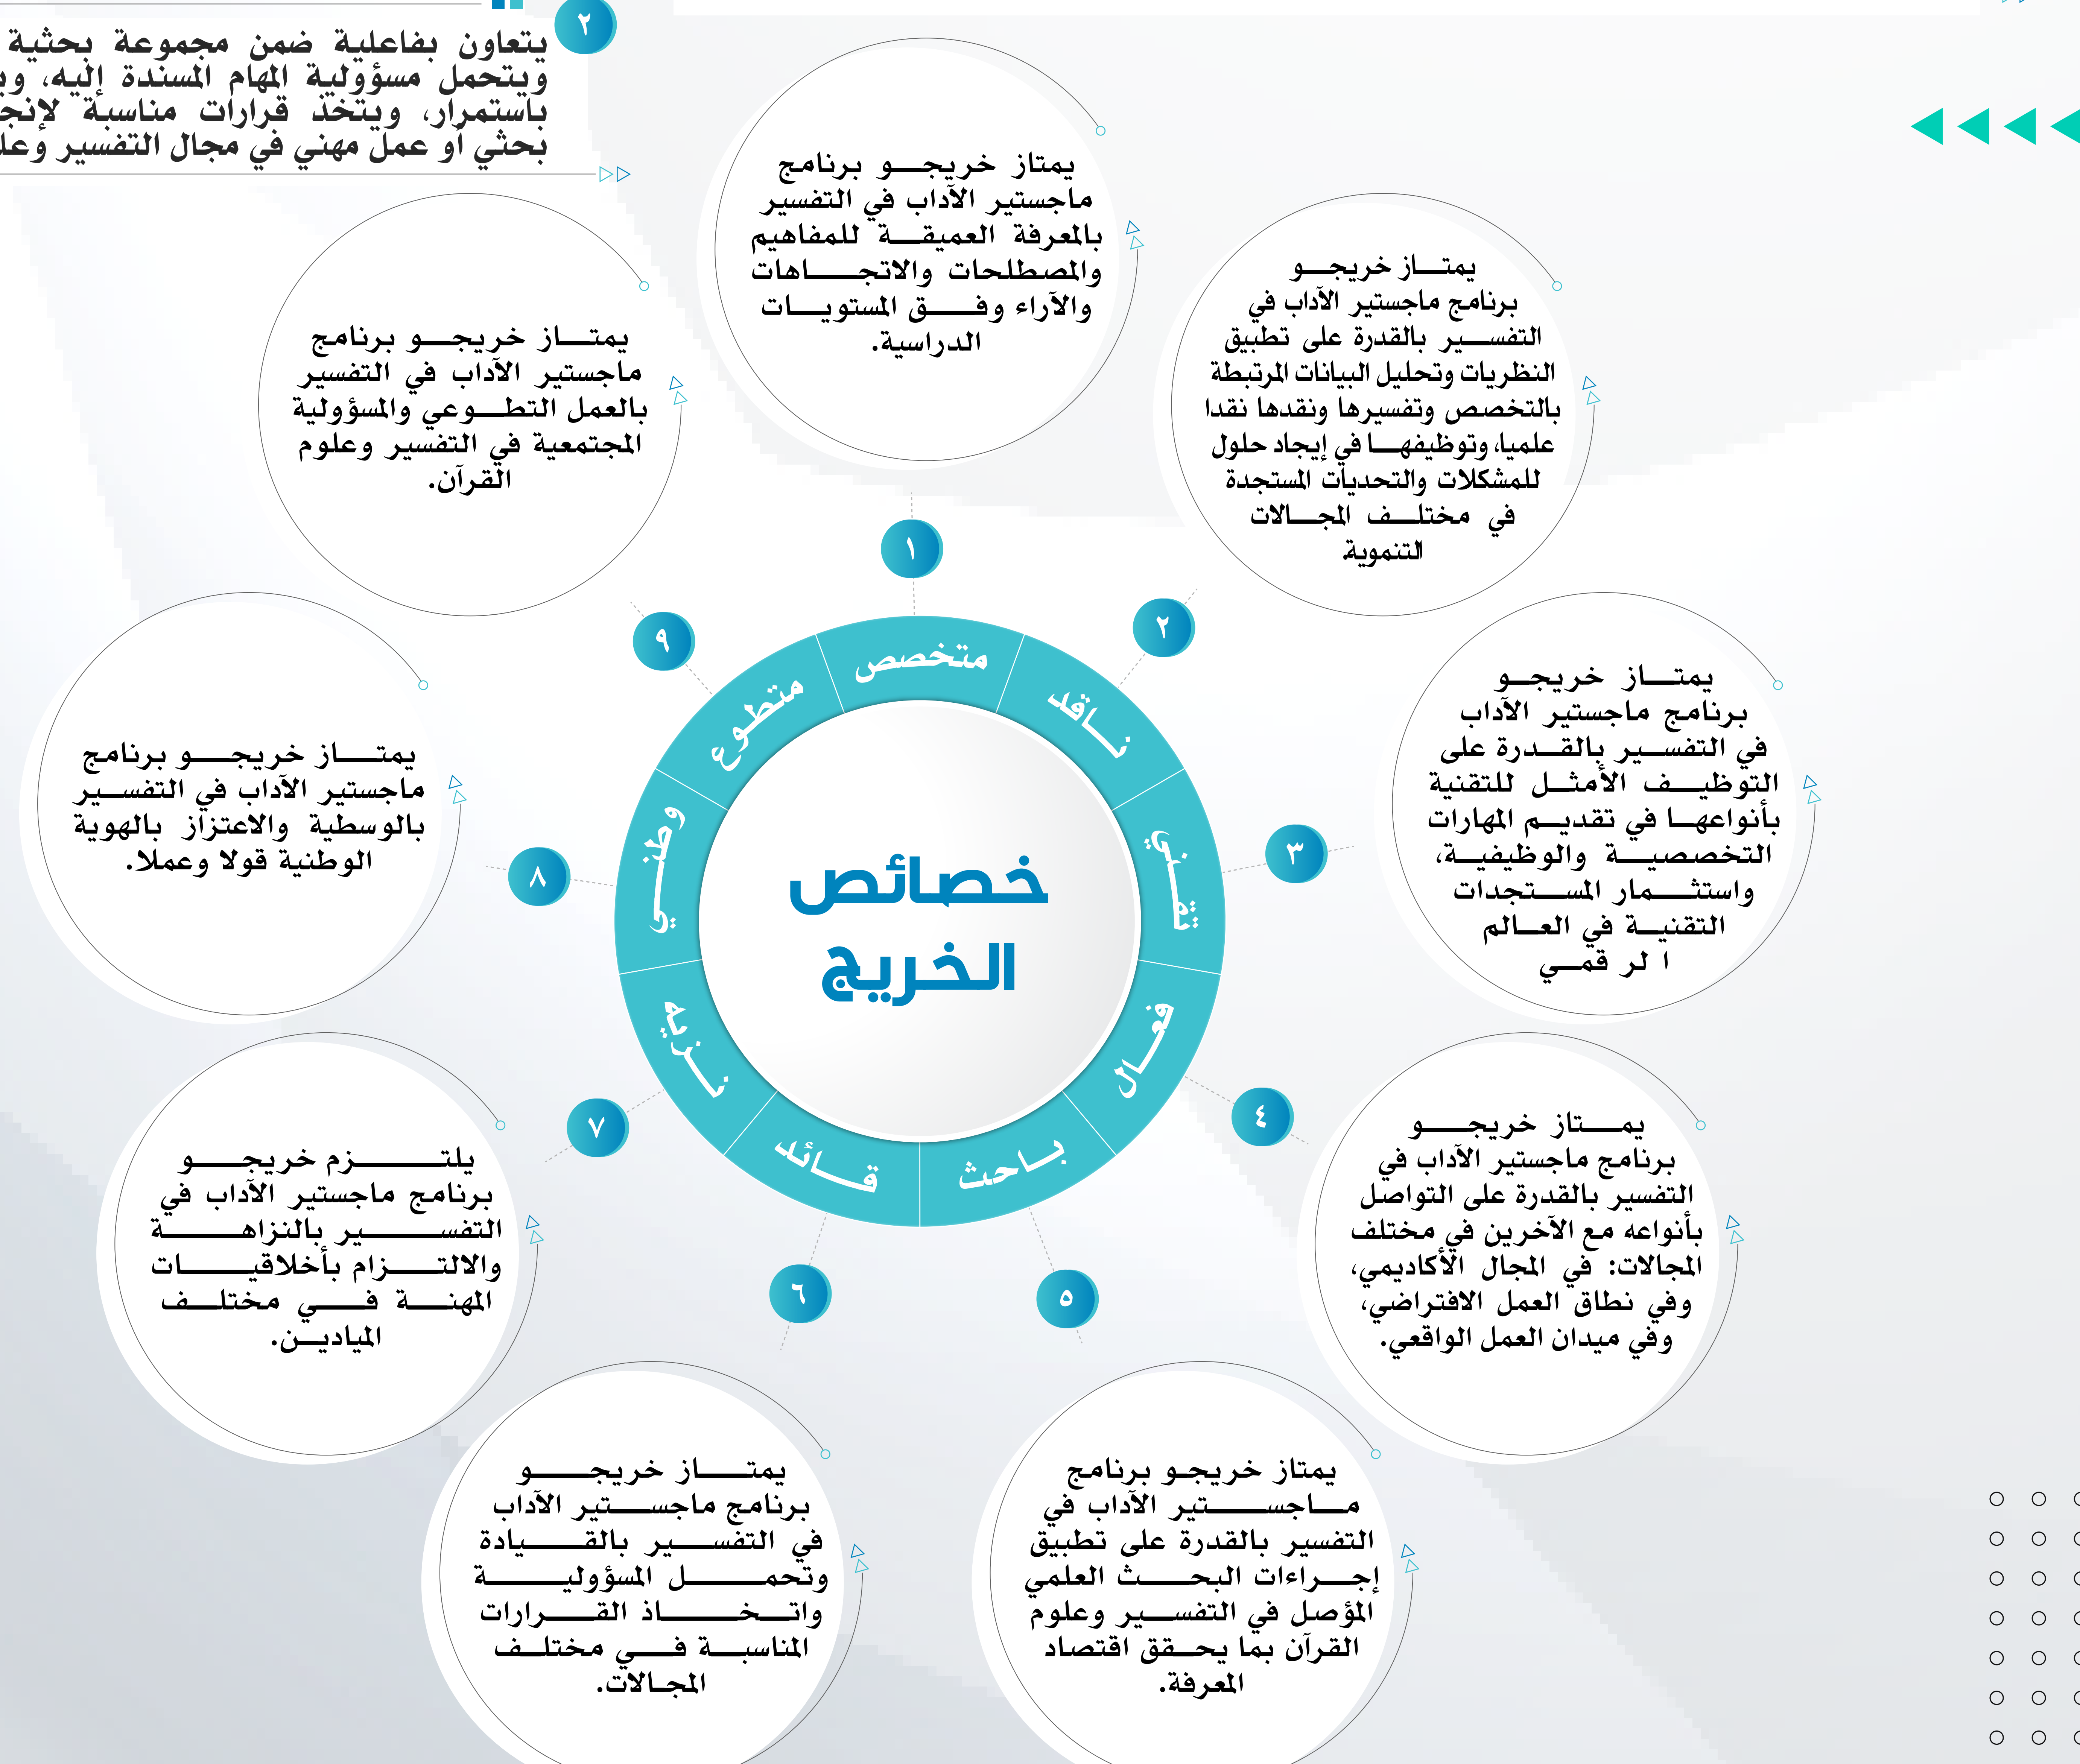 ٢
يتعاون بفاعلية ضمن مجموعة بحثية
ويتحمل مسؤولية المهام المسندة إليه،
باستمرار، ويتخذ قرارات مناسبة
بحثي أو عمل مهني في مجال التفسير
خصائص
الخريج
١
متخصص
يمتاز خريجو برنامج
ماجستير الآداب في التفسير
بالمعرفة العميقة للمفاهيم
والمصطلحات والاتجاهات
والآراء وفق المستويات
الدراسية.
٢
ناقد
يمتاز خريجو
برنامج ماجستير الآداب في
التفسير بالقدرة على تطبيق
النظريات وتحليل البيانات المرتبطة
بالتخصص وتفسيرها ونقدها نقدا
علميا، وتوظيفها في إيجاد حلول
للمشكلات والتحديات المستجدة
في مختلف المجالات
التنموية.
٣
تقني
يمتاز خريجو
برنامج ماجستير الآداب
في التفسير بالقدرة على
التوظيف الأمثل للتقنية
بأنواعها في تقديم المهارات
التخصصية والوظيفية،
واستثمار المستجدات
التقنية في العالم
ا لر قمي
٤
فعال
يمتاز خريجو
برنامج ماجستير الآداب في
التفسير بالقدرة على التواصل
بأنواعه مع الآخرين في مختلف
المجالات: في المجال الأكاديمي،
وفي نطاق العمل الافتراضي،
وفي ميدان العمل الواقعي.
٥
باحث
يمتاز خريجو برنامج
ماجستير الآداب في
التفسير بالقدرة على تطبيق
إجراءات البحث العلمي
المؤصل في التفسير وعلوم
القرآن بما يحقق اقتصاد
المعرفة.
٦
قائد
يمتاز خريجو
برنامج ماجستير الآداب
في التفسير بالقيادة
وتحمل المسؤولية
واتخاذ القرارات
المناسبة في مختلف
المجالات.
٧
نزيه
يلتزم خريجو
برنامج ماجستير الآداب في
التفسير بالنزاهة
والالتزام بأخلاقيات
المهنة في مختلف
الميادين.
٨
وطني
يمتاز خريجو برنامج
ماجستير الآداب في التفسير
بالوسطية والاعتزاز بالهوية
الوطنية قولا وعملا.
٩
متطوع
يمتاز خريجو برنامج
ماجستير الآداب في التفسير
بالعمل التطوعي والمسؤولية
المجتمعية في التفسير وعلوم
القرآن.